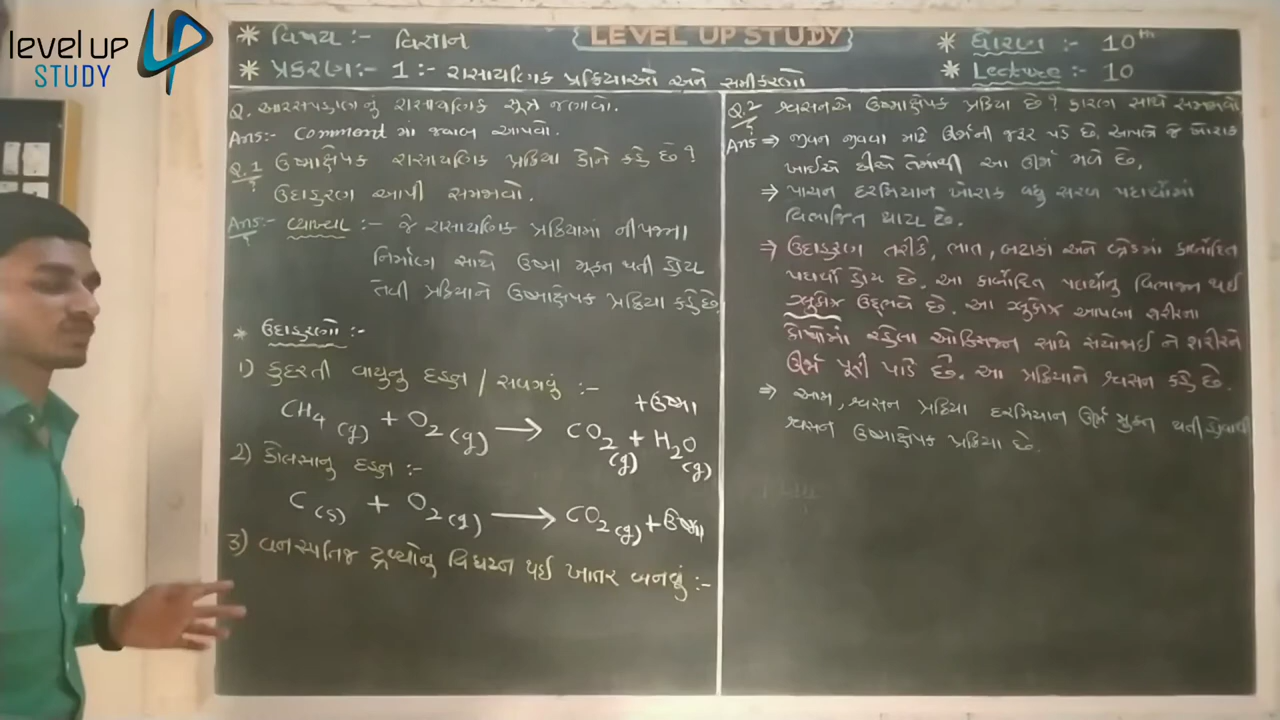 level up
STUDY
LEVEL UP STUDY
* વિષય :- વિજ્ઞાન
* ધોરણ :- 10th
* પ્રકરણ :- 1 :- રાસાયણિક પ્રક્રિયાઓ અને સમીકરણો
* Lecture :- 10
Q. આરસપહાણ નું રાસાયણિક સૂત્ર જણાવો.
Ans:- Comment માં જવાબ આપવો.
Q.1 ઉષ્માક્ષેપક રાસાયણિક પ્રક્રિયા કોને કહે છે ?
ઉદાહરણ આપી સમજાવો.
Ans:- વ્યાખ્યા :- જે રાસાયણિક પ્રક્રિયામાં નીપજના
નિર્માણ સાથે ઉષ્મા મુક્ત થતી હોય
તેવી પ્રક્રિયાને ઉષ્માક્ષેપક પ્રક્રિયા કહે છે.
* ઉદાહરણો :-
1) કુદરતી વાયુનુ દહન / સળગવું :-
CH4 (g) + O2 (g) → CO2 (g) + H2O (g) + ઉષ્મા
2) કોલસાનુ દહન :-
C (s) + O2 (g) → CO2 (g) + ઉષ્મા
3) વનસ્પતિજ દ્રવ્યોનુ વિઘટન થઈ ખાતર બનવું :-
Q.2 શ્વસન એ ઉષ્માક્ષેપક પ્રક્રિયા છે ? કારણ સાથે સમજાવો
Ans ⇒ જીવન જીવવા માટે ઊર્જાની જરૂર પડે છે. આપણે જે ખોરાક
ખાઈએ છીએ તેમાંથી આ ઊર્જા મળે છે.
⇒ પાચન દરમિયાન ખોરાક વધુ સરળ પદાર્થોમાં
વિભાજિત થાય છે.
⇒ ઉદાહરણ તરીકે, ભાત, બટાકાં અને બ્રેડમાં કાર્બોદિત
પદાર્થો હોય છે. આ કાર્બોદિત પદાર્થોનુ વિભાજન થઈ
ગ્લુકોઝ ઉદ્ભવે છે. આ ગ્લુકોઝ આપણા શરીરના
કોષોમાં રહેલા ઓક્સિજન સાથે સંયોજાઈ ને શરીરને
ઊર્જા પૂરી પાડે છે. આ પ્રક્રિયાને શ્વસન કહે છે.
⇒ આમ, શ્વસન પ્રક્રિયા દરમિયાન ઊર્જા મુક્ત થતી હોવાથી
શ્વસન ઉષ્માક્ષેપક પ્રક્રિયા છે.